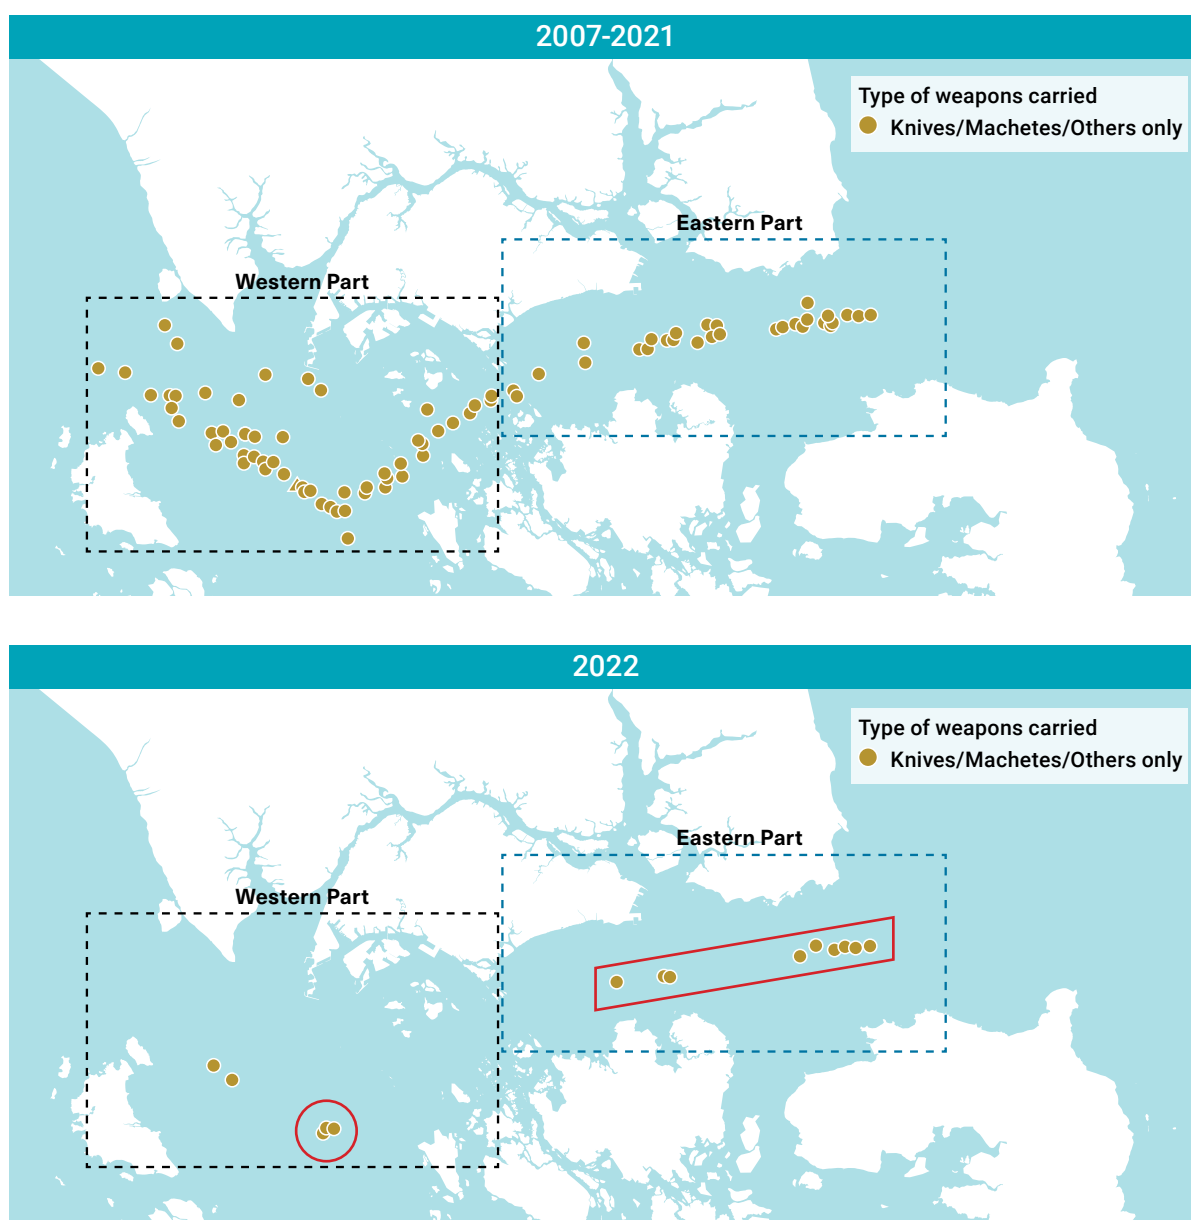 2007-2021
Type of weapons carried
Knives/Machetes/Others only
Eastern Part
Western Part
2022
Type of weapons carried
Knives/Machetes/Others only
Eastern Part
Western Part